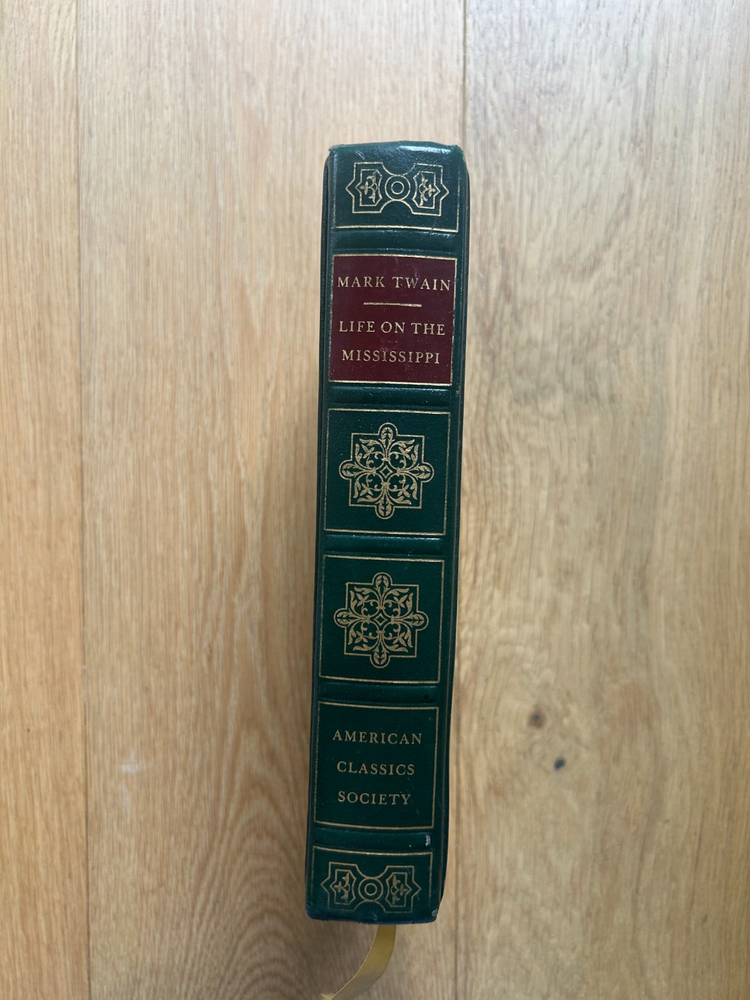 MARK TWAIN
LIFE ON THE
MISSISSIPPI
AMERICAN
CLASSICS
SOCIETY